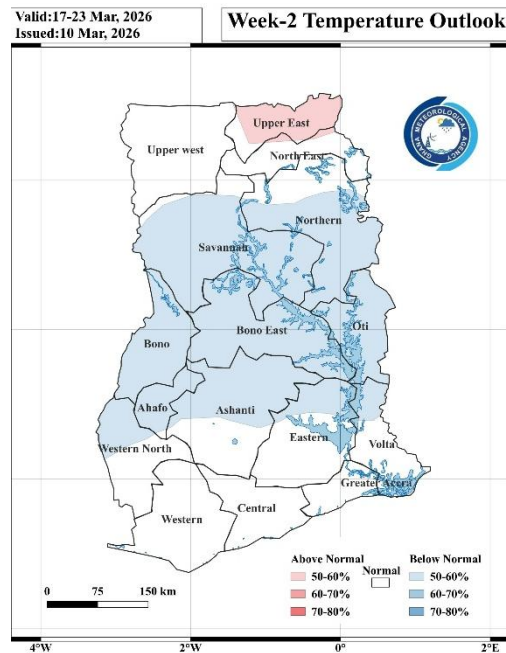 Valid:17-23 Mar, 2026
Issued:10 Mar, 2026
Week-2 Temperature Outlook
Upper East
Upper west
North East
GHANA METEOROLOGICAL AGENCY
Northern
Savannah
Bono East
Oti
Bono
Ahafo
Ashanti
Western North
Eastern
Volta
Greater Accra
Central
Western
Above Normal
Normal
Below Normal
50-60%
50-60%
60-70%
60-70%
70-80%
70-80%
0 75 150 km
4°W 2°W 0° 2°E